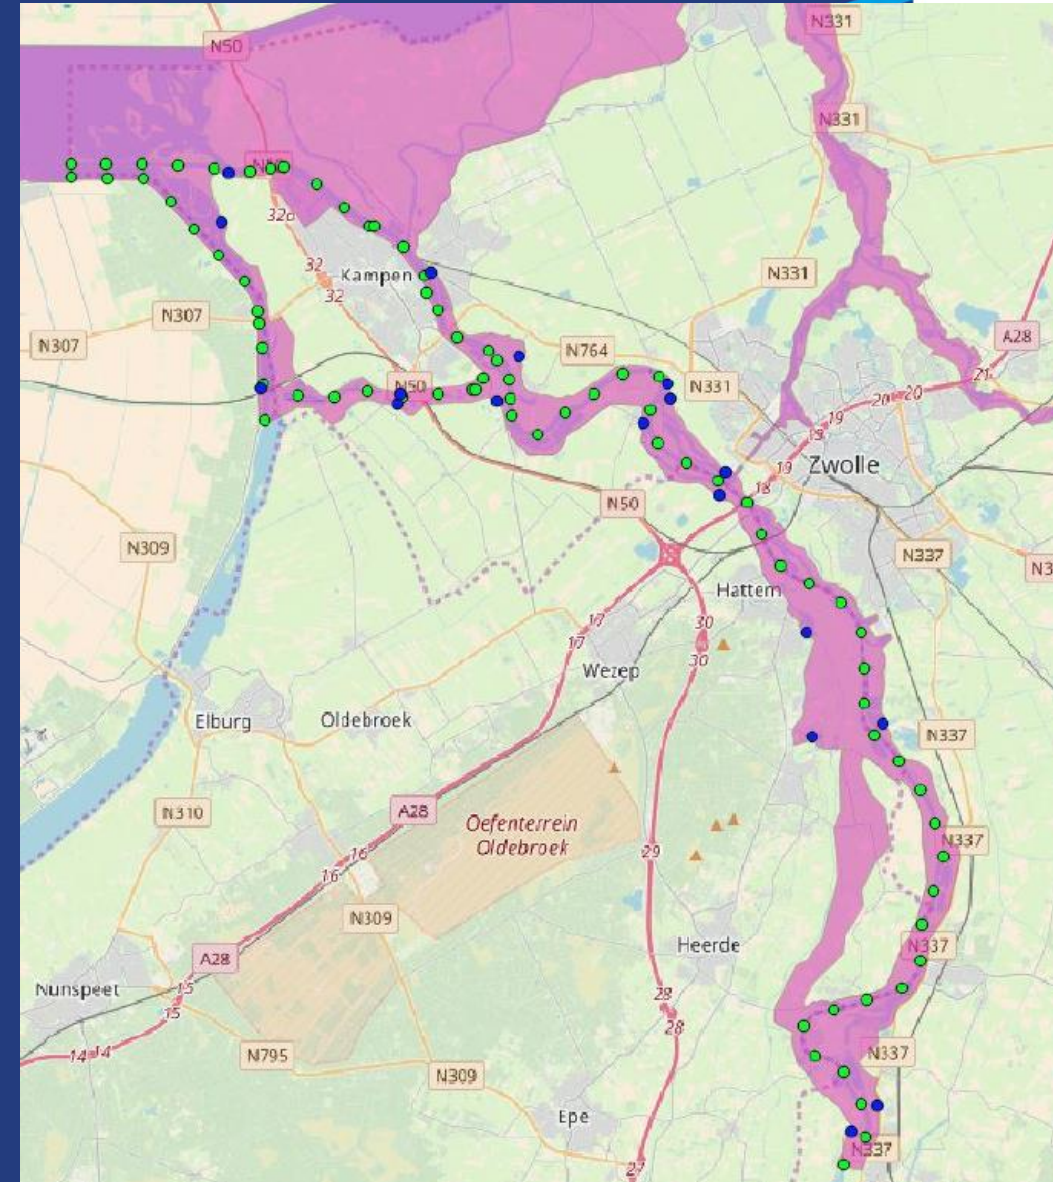 N331
N50
N331
N50
32a
N331
32
Kampen
32
N307
A28
N307
N764
21
N50
N331
20
20
19
19
Zwolle
19
18
N50
N309
N337
Hattem
17
30
17
30
Wezep
Elburg
Oldebroek
N337
N310
A28
Oefenterrein
Oldebroek
N337
16
29
16
N309
Heerde
N337
A28
Nunspeet
15
28
15
28
N337
14
14
N795
N309
Epe
N337
27